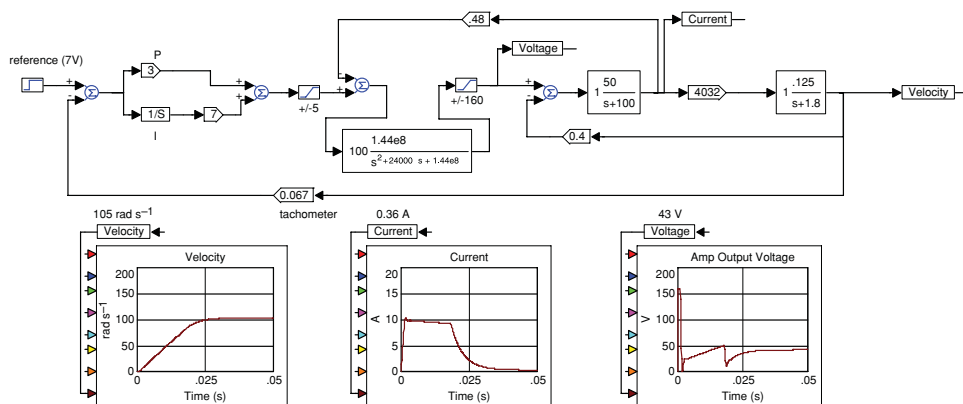 .48
Current
reference (7V)
P
Voltage
3
+/-5
+/-160
1/S
7
I
100 1.44e8 / s²+24000 s + 1.44e8
1 50 / s+100
4032
1 .125 / s+1.8
Velocity
0.4
0.067
tachometer
105 rad s⁻¹
Velocity
Velocity
rad s⁻¹
200
150
100
50
0
0 .025 .05
Time (s)
0.36 A
Current
Current
A
20
15
10
5
0
0 .025 .05
Time (s)
43 V
Voltage
Amp Output Voltage
V
200
150
100
50
0
0 .025 .05
Time (s)